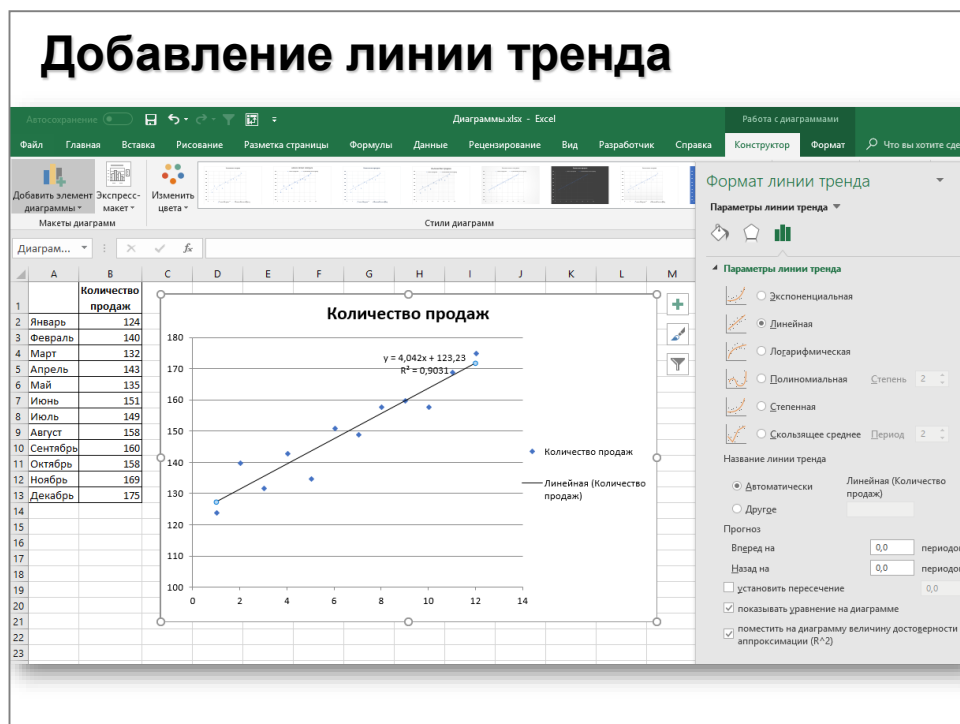 Добавление линии тренда
Автосохранение
Диаграммы.xlsx - Excel
Работа с диаграммами
Файл Главная Вставка Рисование Разметка страницы Формулы Данные Рецензирование Вид Разработчик Справка Конструктор Формат Что вы хотите сде
Добавить элемент диаграммы
Экспресс-макет
Изменить цвета
Макеты диаграмм
Стили диаграмм
Диаграм...
fx
A B C D E F G H I J K L M
1 Количество
продаж
2 Январь 124
3 Февраль 140
4 Март 132
5 Апрель 143
6 Май 135
7 Июнь 151
8 Июль 149
9 Август 158
10 Сентябрь 160
11 Октябрь 158
12 Ноябрь 169
13 Декабрь 175
14
15
16
17
18
19
20
21
22
23
Количество продаж
180
170
160
150
140
130
120
110
100
0 2 4 6 8 10 12 14
y = 4,042x + 123,23
R² = 0,9031
Количество продаж
Линейная (Количество
продаж)
Формат линии тренда
Параметры линии тренда
Параметры линии тренда
Экспоненциальная
Линейная
Логарифмическая
Полиномиальная Степень 2
Степенная
Скользящее среднее Период 2
Название линии тренда
Автоматически Линейная (Количество
продаж)
Другое
Прогноз
Вперед на 0,0 периодо
Назад на 0,0 периодо
установить пересечение 0,0
показывать уравнение на диаграмме
поместить на диаграмму величину достоверности
аппроксимации (R^2)